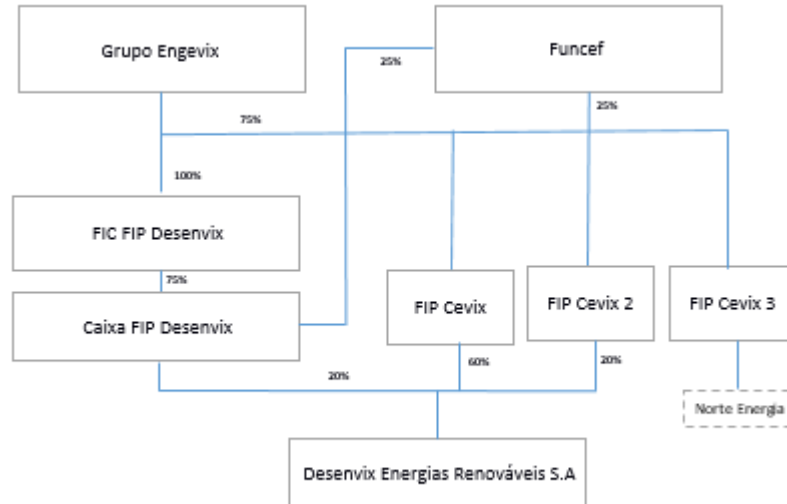 Grupo Engevix
Funcef
25%
25%
75%
100%
FIC FIP Desenvix
75%
Caixa FIP Desenvix
FIP Cevix
FIP Cevix 2
FIP Cevix 3
20%
60%
20%
Norte Energia
Desenvix Energias Renováveis S.A